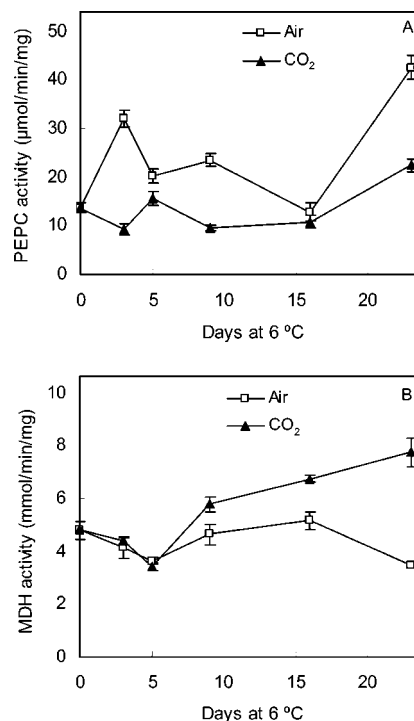 A
Air
CO₂
PEPC activity (µmol/min/mg)
50
40
30
20
10
0
0 5 10 15 20
Days at 6 ºC
B
Air
CO₂
MDH activity (mmol/min/mg)
10
8
6
4
2
0
0 5 10 15 20
Days at 6 ºC